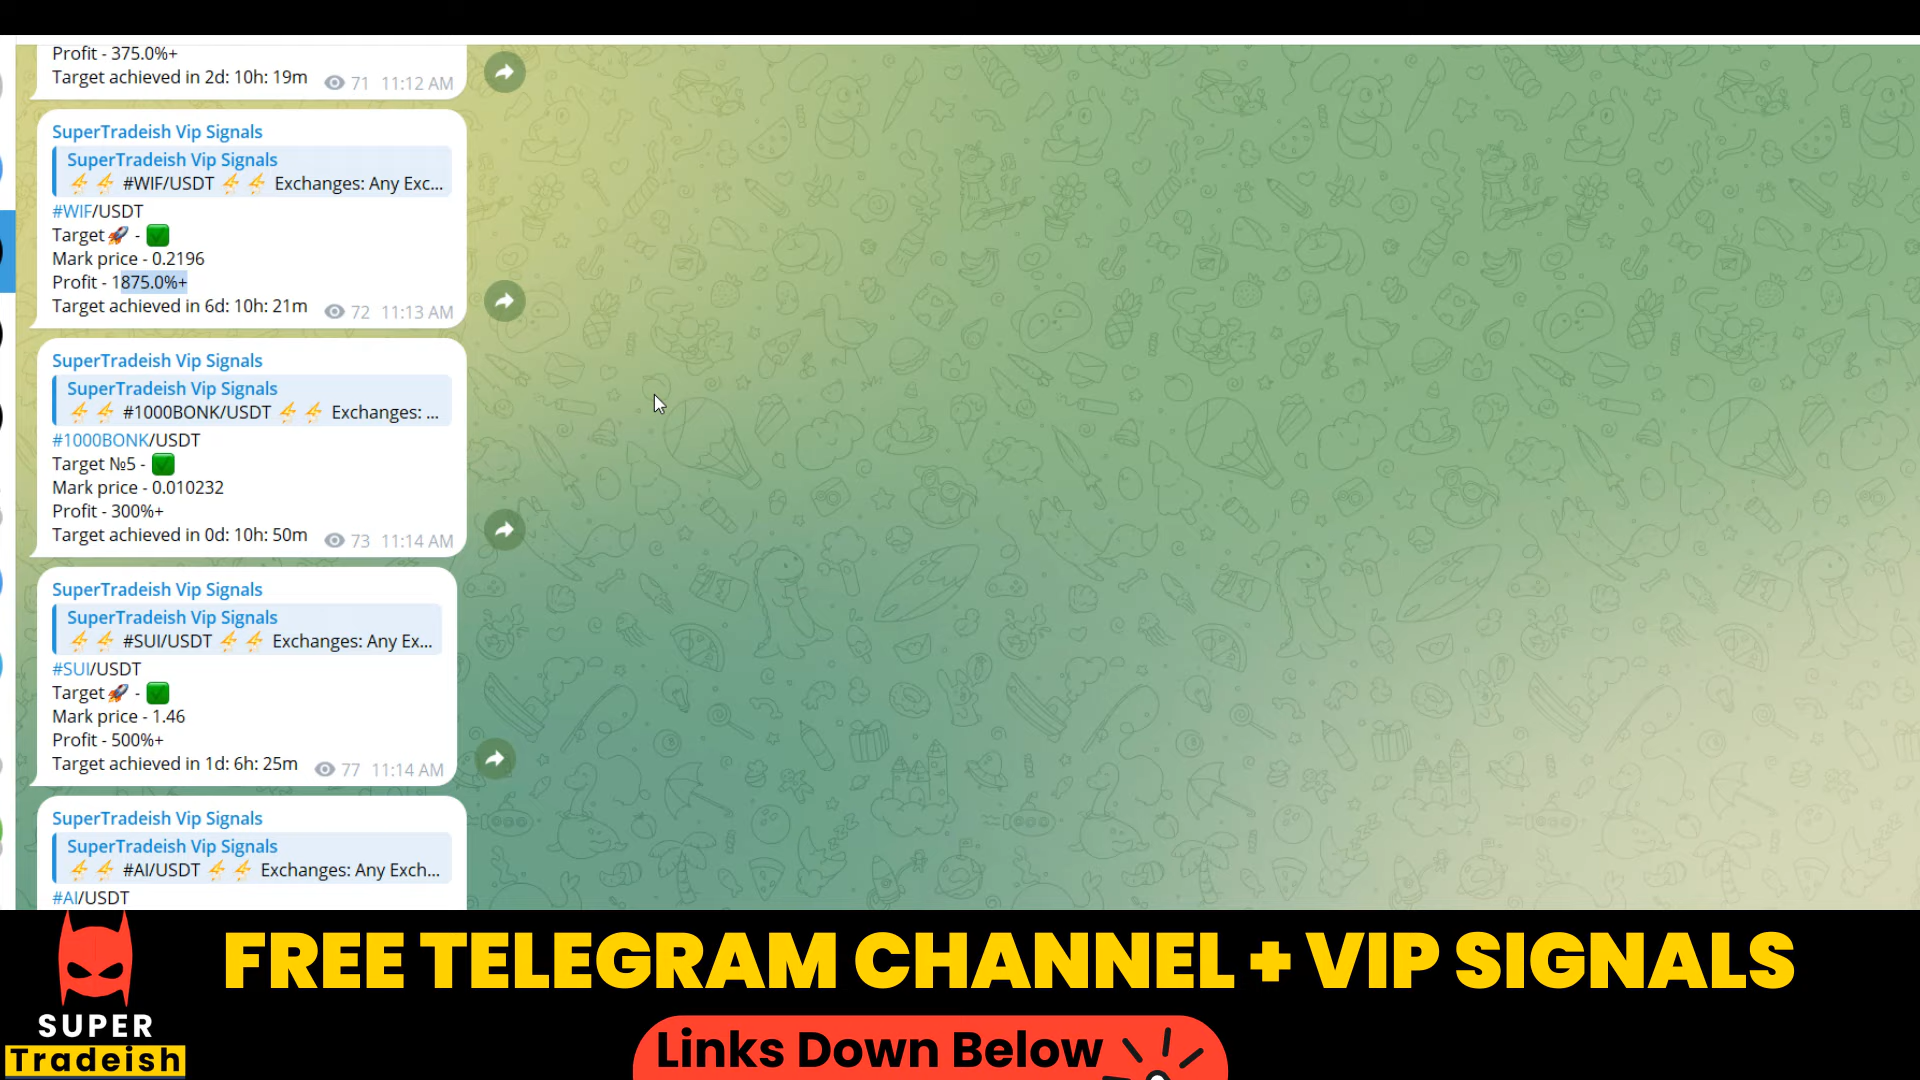 Profit - 375.0%+
Target achieved in 2d: 10h: 19m 71 11:12 AM
SuperTradeish Vip Signals
SuperTradeish Vip Signals
⚡ ⚡ #WIF/USDT ⚡ ⚡ Exchanges: Any Exc...
#WIF/USDT
Target 🚀 - ✅
Mark price - 0.2196
Profit - 1875.0%+
Target achieved in 6d: 10h: 21m 72 11:13 AM
SuperTradeish Vip Signals
SuperTradeish Vip Signals
⚡ ⚡ #1000BONK/USDT ⚡ ⚡ Exchanges: ...
#1000BONK/USDT
Target №5 - ✅
Mark price - 0.010232
Profit - 300%+
Target achieved in 0d: 10h: 50m 73 11:14 AM
SuperTradeish Vip Signals
SuperTradeish Vip Signals
⚡ ⚡ #SUI/USDT ⚡ ⚡ Exchanges: Any Ex...
#SUI/USDT
Target 🚀 - ✅
Mark price - 1.46
Profit - 500%+
Target achieved in 1d: 6h: 25m 77 11:14 AM
SuperTradeish Vip Signals
SuperTradeish Vip Signals
⚡ ⚡ #AI/USDT ⚡ ⚡ Exchanges: Any Exch...
#AI/USDT
FREE TELEGRAM CHANNEL + VIP SIGNALS
SUPER
Tradeish
Links Down Below